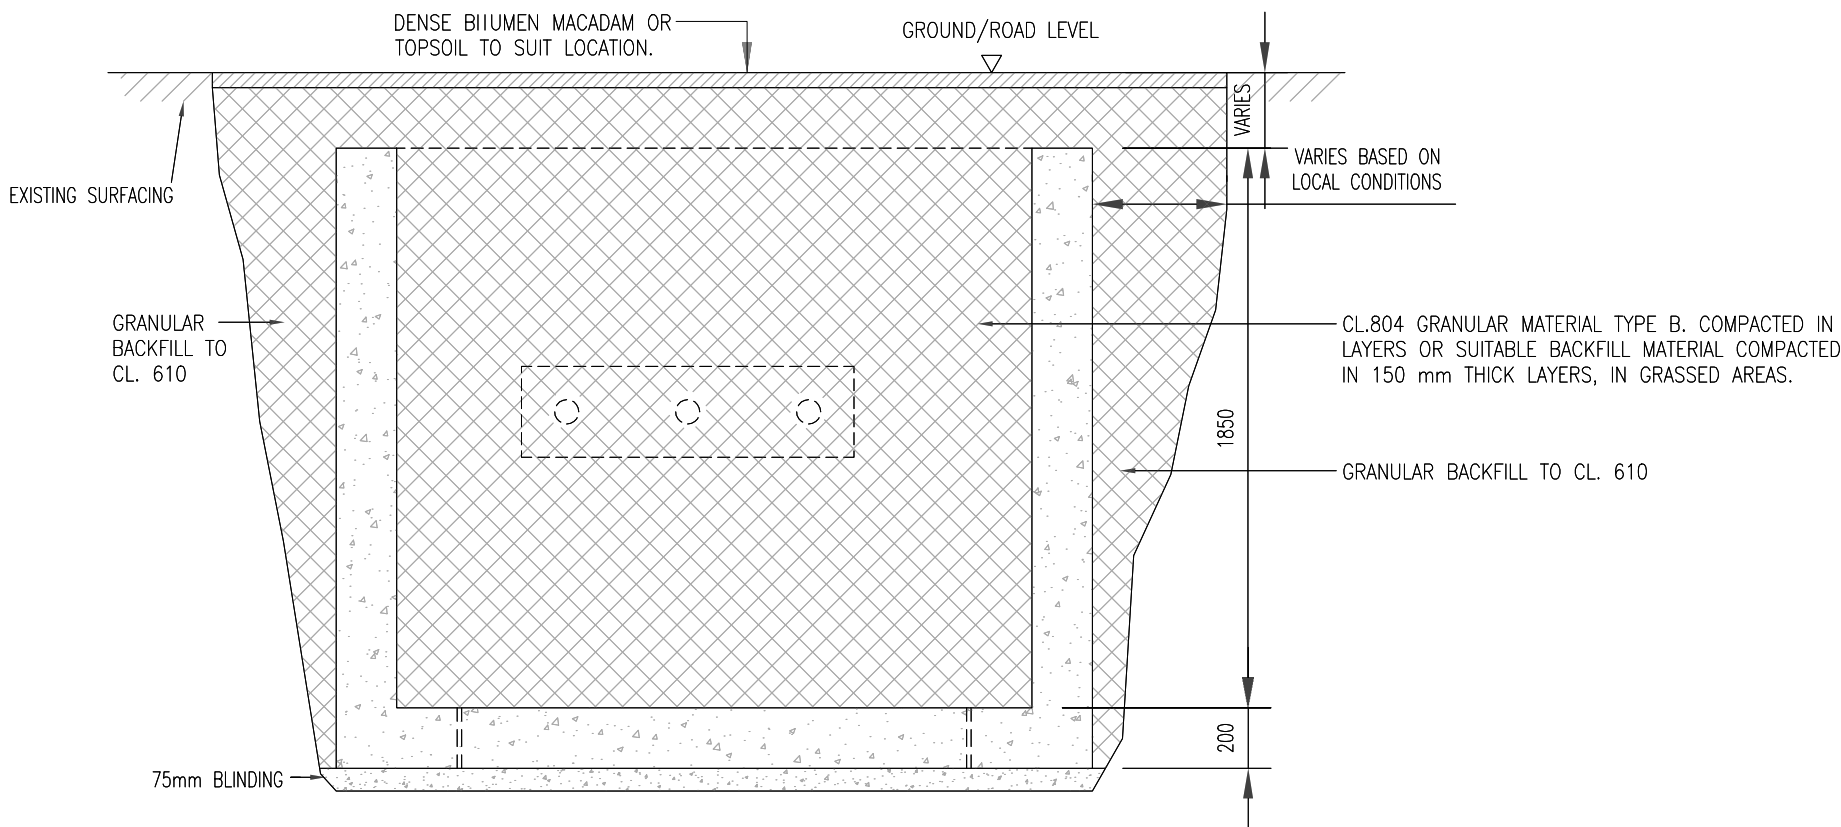 DENSE BIIUMEN MACADAM OR
TOPSOIL TO SUIT LOCATION.
GROUND/ROAD LEVEL
VARIES
VARIES BASED ON
LOCAL CONDITIONS
EXISTING SURFACING
GRANULAR
BACKFILL TO
CL. 610
CL.804 GRANULAR MATERIAL TYPE B. COMPACTED IN
LAYERS OR SUITABLE BACKFILL MATERIAL COMPACTED
IN 150 mm THICK LAYERS, IN GRASSED AREAS.
1850
GRANULAR BACKFILL TO CL. 610
200
75mm BLINDING